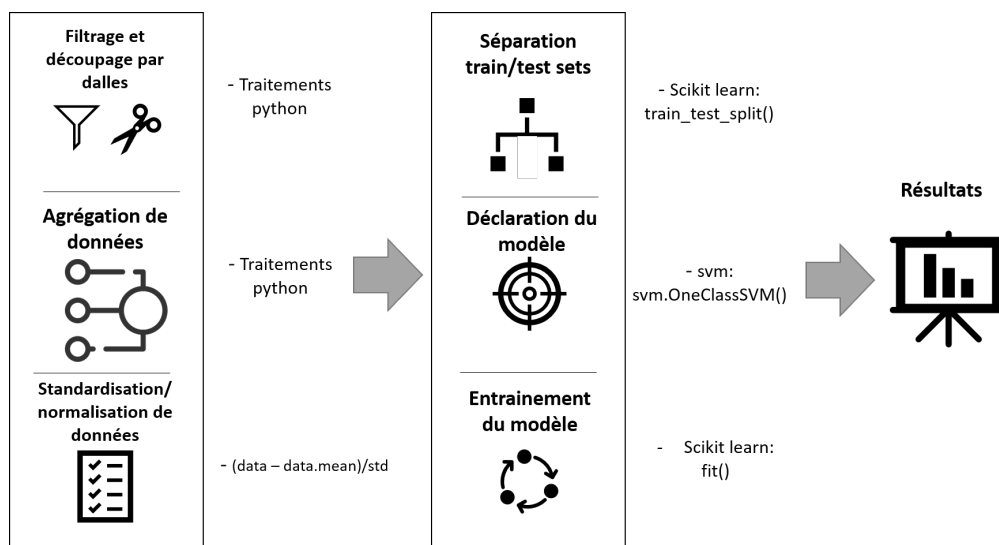 Filtrage et
découpage par
dalles
- Traitements
python
Agrégation de
données
- Traitements
python
Standardisation/
normalisation de
données
- (data – data.mean)/std
Séparation
train/test sets
- Scikit learn:
train_test_split()
Déclaration du
modèle
- svm:
svm.OneClassSVM()
Entrainement
du modèle
- Scikit learn:
fit()
Résultats